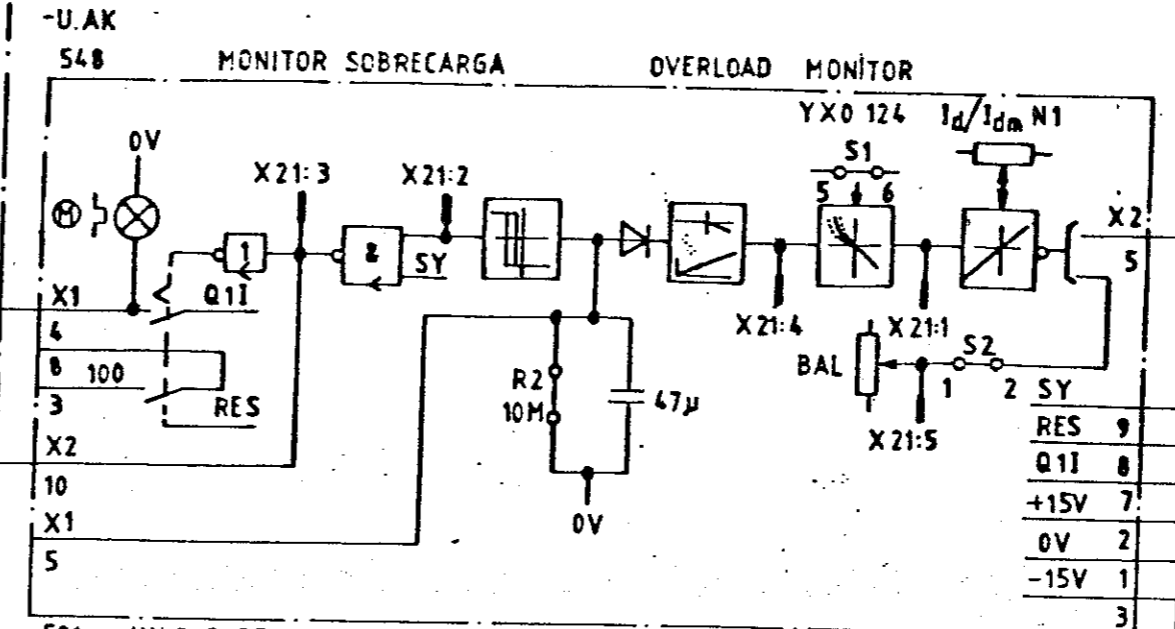 -U.AK
548 MONITOR SOBRECARGA OVERLOAD MONITOR
YXO 124 Id/Idm N1
0V
S1
X21:3 X21:2
5 6
M
1
2
SY
X2
5
Q1I
X1
4
X21:4 X21:1
8 100
3
RES
R2
10M
47µ
BAL
S2
1 2
X21:5
X2
10
0V
X1
5
SY
RES 9
Q1I 8
+15V 7
0V 2
-15V 1
3